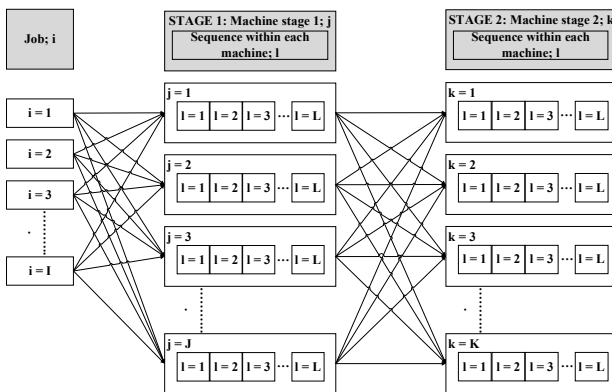 Job; i
STAGE 1: Machine stage 1; j
Sequence within each
machine; l
STAGE 2: Machine stage 2; k
Sequence within each
machine; l
i = 1
i = 2
i = 3
i = I
j = 1
l = 1 l = 2 l = 3 ... l = L
j = 2
l = 1 l = 2 l = 3 ... l = L
j = 3
l = 1 l = 2 l = 3 ... l = L
j = J
l = 1 l = 2 l = 3 ... l = L
k = 1
l = 1 l = 2 l = 3 ... l = L
k = 2
l = 1 l = 2 l = 3 ... l = L
k = 3
l = 1 l = 2 l = 3 ... l = L
k = K
l = 1 l = 2 l = 3 ... l = L